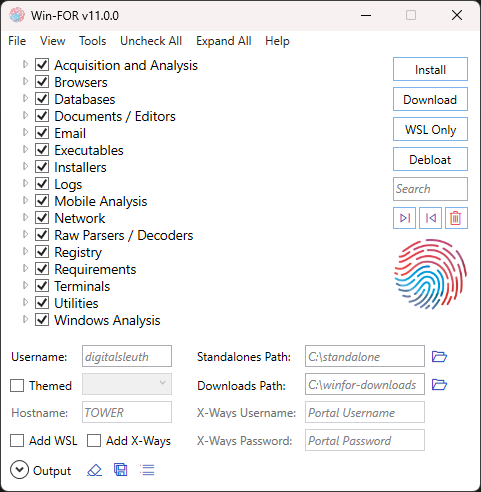 Win-FOR v11.0.0
File View Tools Uncheck All Expand All Help
Acquisition and Analysis
Browsers
Databases
Documents / Editors
Email
Executables
Installers
Logs
Mobile Analysis
Network
Raw Parsers / Decoders
Registry
Requirements
Terminals
Utilities
Windows Analysis
Install
Download
WSL Only
Debloat
Search
Username: digitalsleuth Standalones Path: C:\standalone
Themed Downloads Path: C:\winfor-downloads
Hostname: TOWER X-Ways Username: Portal Username
Add WSL Add X-Ways X-Ways Password: Portal Password
Output